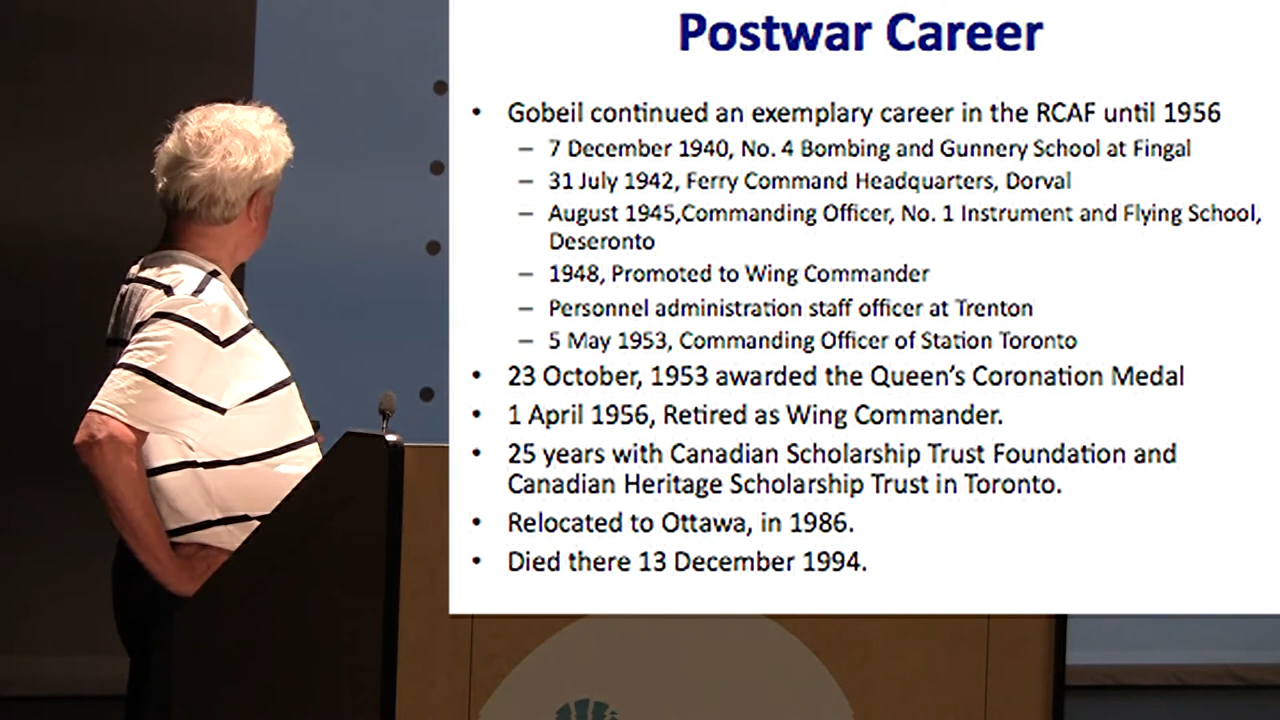 Postwar Career
• Gobeil continued an exemplary career in the RCAF until 1956
– 7 December 1940, No. 4 Bombing and Gunnery School at Fingal
– 31 July 1942, Ferry Command Headquarters, Dorval
– August 1945,Commanding Officer, No. 1 Instrument and Flying School,
Deseronto
– 1948, Promoted to Wing Commander
– Personnel administration staff officer at Trenton
– 5 May 1953, Commanding Officer of Station Toronto
• 23 October, 1953 awarded the Queen’s Coronation Medal
• 1 April 1956, Retired as Wing Commander.
• 25 years with Canadian Scholarship Trust Foundation and
Canadian Heritage Scholarship Trust in Toronto.
• Relocated to Ottawa, in 1986.
• Died there 13 December 1994.